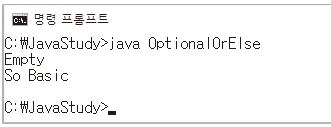 명령 프롬프트
C:₩JavaStudy>java OptionalOrElse
Empty
So Basic
C:₩JavaStudy>_